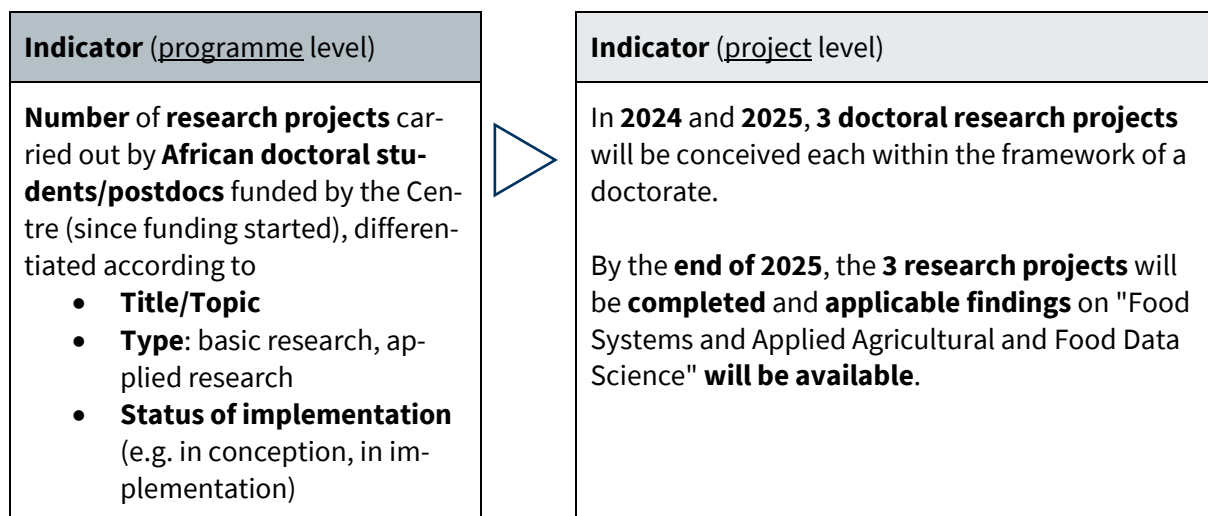 Indicator (programme level)
Number of research projects car-
ried out by African doctoral stu-
dents/postdocs funded by the Cen-
tre (since funding started), differen-
tiated according to
• Title/Topic
• Type: basic research, ap-
plied research
• Status of implementation
(e.g. in conception, in im-
plementation)
Indicator (project level)
In 2024 and 2025, 3 doctoral research projects
will be conceived each within the framework of a
doctorate.
By the end of 2025, the 3 research projects will
be completed and applicable findings on "Food
Systems and Applied Agricultural and Food Data
Science" will be available.